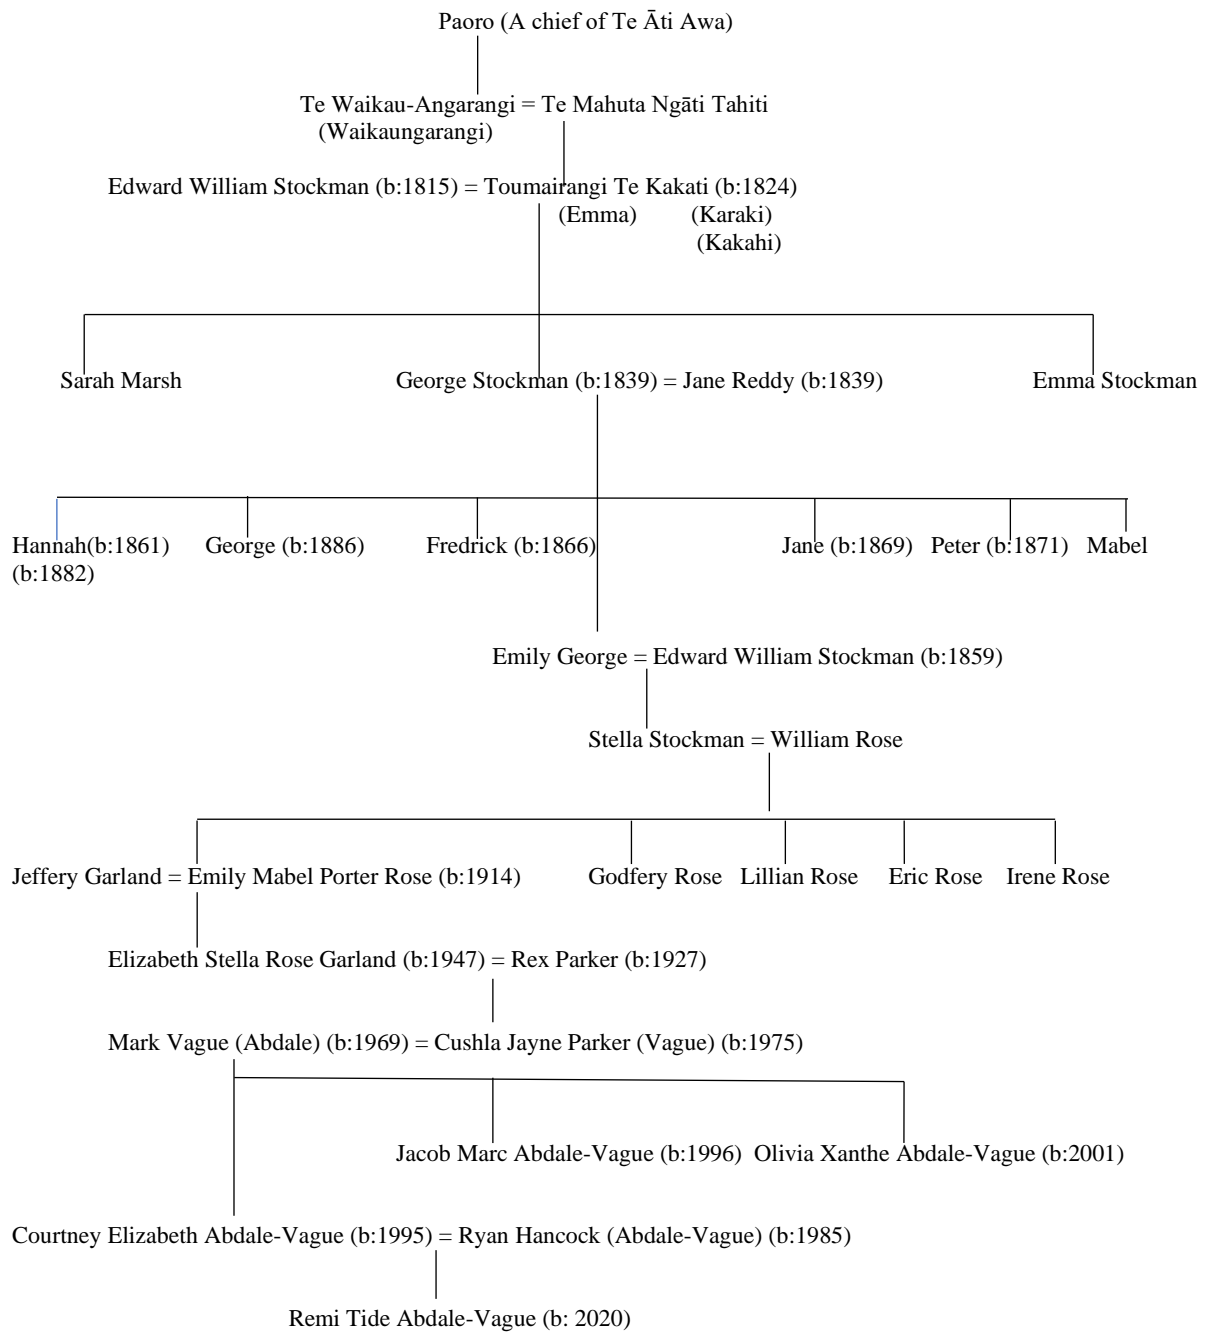 Paoro (A chief of Te Āti Awa)
Te Waikau-Angarangi = Te Mahuta Ngāti Tahiti
(Waikaungarangi)
Edward William Stockman (b:1815) = Toumairangi Te Kakati (b:1824)
(Emma) (Karaki)
(Kakahi)
Sarah Marsh George Stockman (b:1839) = Jane Reddy (b:1839) Emma Stockman
Hannah(b:1861) George (b:1886) Fredrick (b:1866) Jane (b:1869) Peter (b:1871) Mabel
(b:1882)
Emily George = Edward William Stockman (b:1859)
Stella Stockman = William Rose
Jeffery Garland = Emily Mabel Porter Rose (b:1914) Godfery Rose Lillian Rose Eric Rose Irene Rose
Elizabeth Stella Rose Garland (b:1947) = Rex Parker (b:1927)
Mark Vague (Abdale) (b:1969) = Cushla Jayne Parker (Vague) (b:1975)
Jacob Marc Abdale-Vague (b:1996) Olivia Xanthe Abdale-Vague (b:2001)
Courtney Elizabeth Abdale-Vague (b:1995) = Ryan Hancock (Abdale-Vague) (b:1985)
Remi Tide Abdale-Vague (b: 2020)